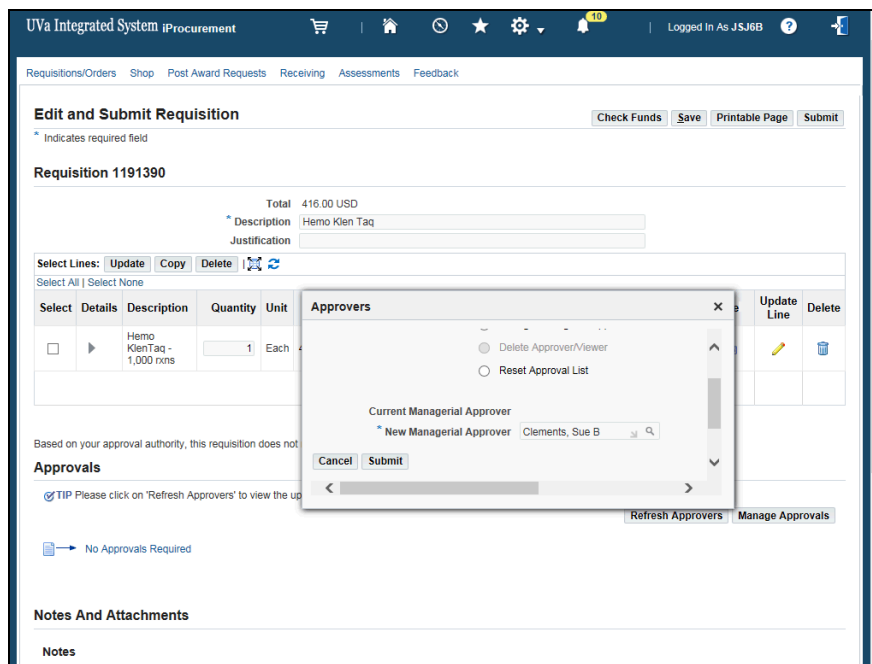 UVa Integrated System iProcurement
10
Logged In As JSJ6B ?
Requisitions/Orders Shop Post Award Requests Receiving Assessments Feedback
Edit and Submit Requisition
Check Funds Save Printable Page Submit
* Indicates required field
Requisition 1191390
Total 416.00 USD
* Description Hemo Klen Taq
Justification
Select Lines: Update Copy Delete |
Select All | Select None
Select Details Description Quantity Unit
Update Line Delete
Hemo KlenTaq - 1,000 rxns 1 Each
Approvers ×
Delete Approver/Viewer
Reset Approval List
Current Managerial Approver
* New Managerial Approver Clements, Sue B
Cancel Submit
Based on your approval authority, this requisition does not
Approvals
TIP Please click on 'Refresh Approvers' to view the up
Refresh Approvers Manage Approvals
No Approvals Required
Notes And Attachments
Notes